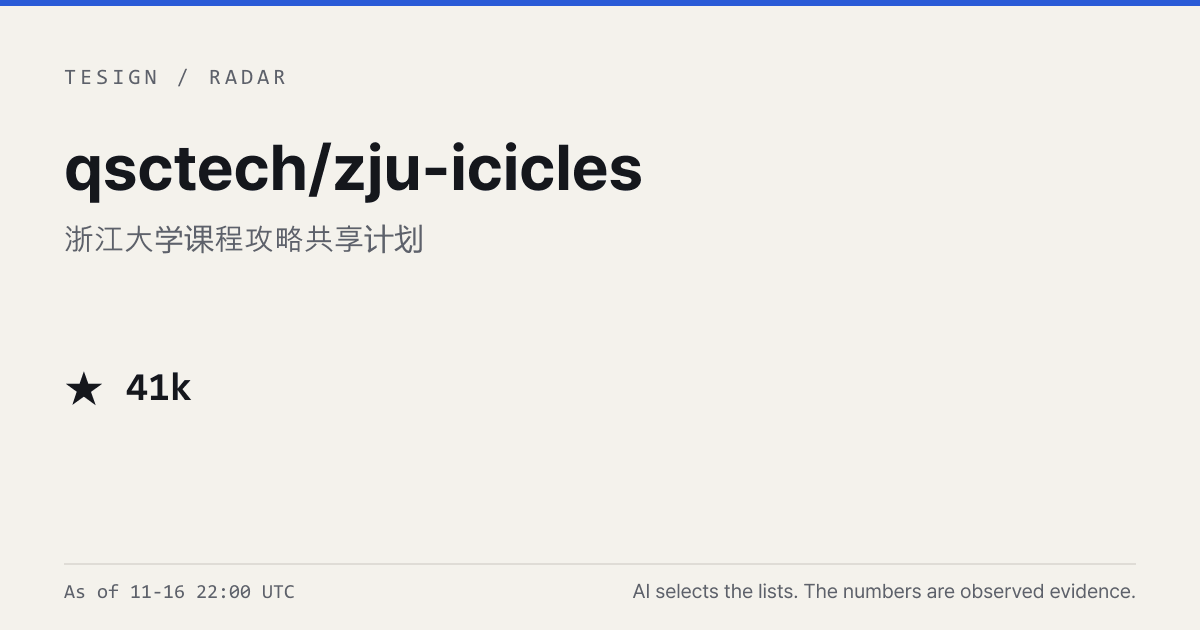 TESIGN / RADAR
qsctech/zju-icicles
浙江大学课程攻略共享计划
★ 41k
As of 11-16 22:00 UTC
AI selects the lists. The numbers are observed evidence.